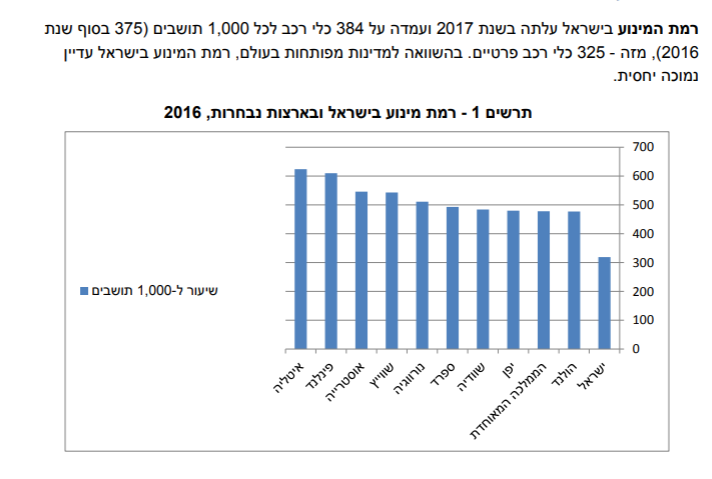 רמת המינוע בישראל עלתה בשנת 2017 ועמדה על 384 כלי רכב לכל 1,000 תושבים (375 בסוף שנת
2016), מזה - 325 כלי רכב פרטיים. בהשוואה למדינות מפותחות בעולם, רמת המינוע בישראל עדיין
נמוכה יחסית.
תרשים 1 - רמת מינוע בישראל ובארצות נבחרות, 2016
700
600
500
400
300
200
100
0
שיעור ל-1,000 תושבים
ישראל
הולנד
הממלכה המאוחדת
יפן
שוודיה
ספרד
נורווגיה
שווייץ
אוסטרייה
פינלנד
איטליה